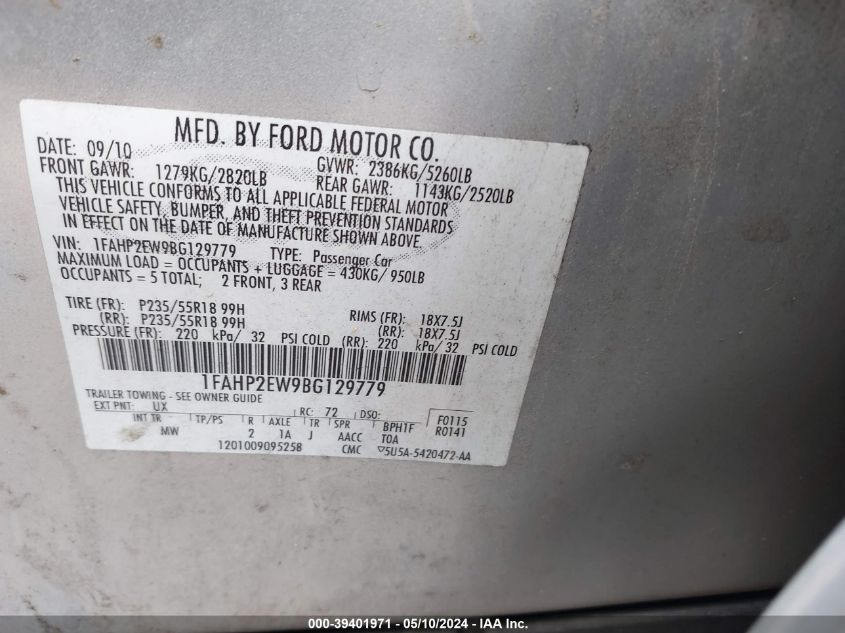 MFD. BY FORD MOTOR CO.
DATE: 09/10 GVWR: 2386KG/5260LB
FRONT GAWR: 1279KG/2820LB REAR GAWR: 1143KG/2520LB
THIS VEHICLE CONFORMS TO ALL APPLICABLE FEDERAL MOTOR
VEHICLE SAFETY, BUMPER, AND THEFT PREVENTION STANDARDS
IN EFFECT ON THE DATE OF MANUFACTURE SHOWN ABOVE.
VIN: 1FAHP2EW9BG129779 TYPE: Passenger Car
MAXIMUM LOAD = OCCUPANTS + LUGGAGE = 430KG/ 950LB
OCCUPANTS = 5 TOTAL; 2 FRONT, 3 REAR
TIRE (FR): P235/55R18 99H RIMS (FR): 18X7.5J
(RR): P235/55R18 99H (RR): 18X7.5J
PRESSURE (FR): 220 kPa/ 32 PSI COLD (RR): 220 kPa/ 32 PSI COLD
1FAHP2EW9BG129779
TRAILER TOWING - SEE OWNER GUIDE
EXT PNT: UX RC: 72 DSO: F0115
INT TR TP/PS R AXLE TR SPR BPH1F R0141
MW 2 1A J AACC TOA
1201009095258 CMC 5U5A-5420472-AA
000-39401971 - 05/10/2024 - IAA Inc.